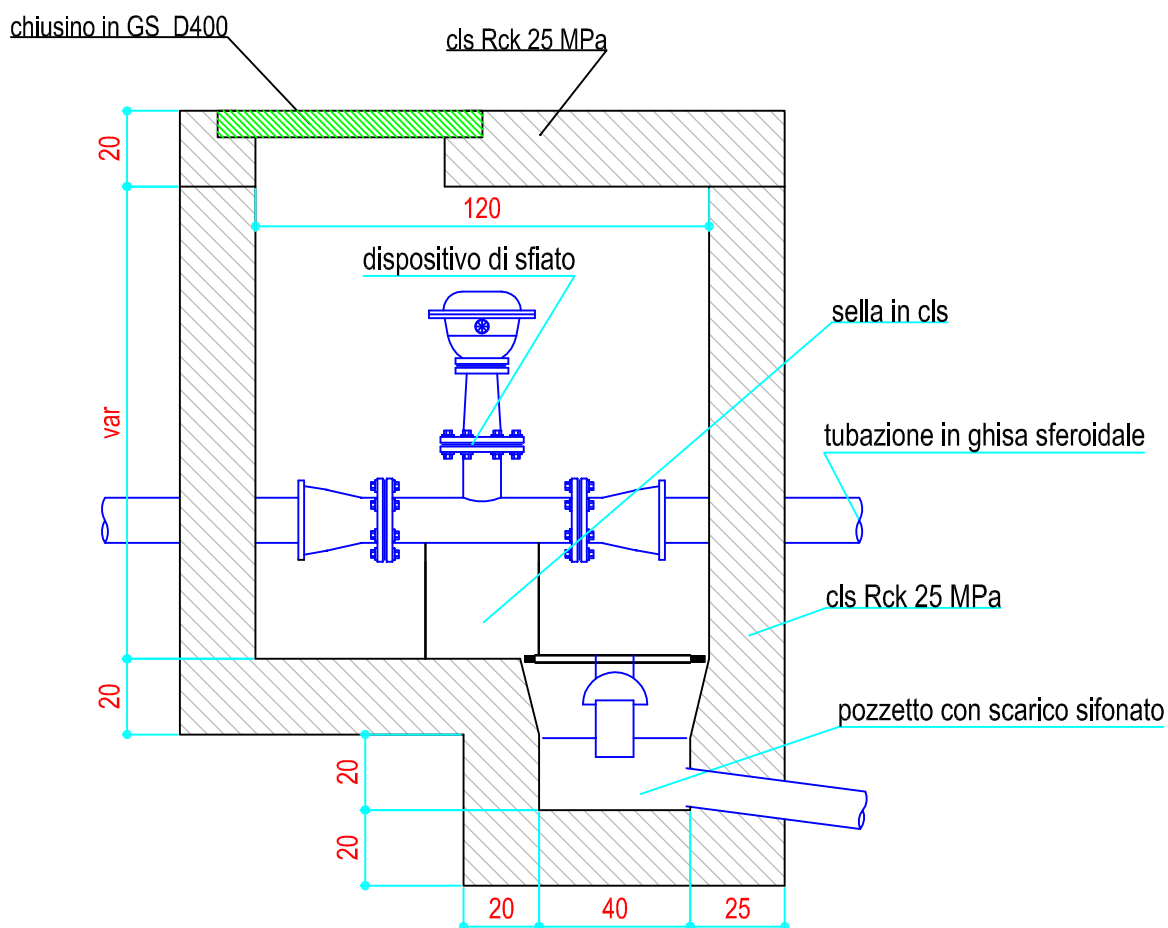 chiusino in GS D400
cls Rck 25 MPa
20
120
dispositivo di sfiato
sella in cls
var
tubazione in ghisa sferoidale
cls Rck 25 MPa
20
pozzetto con scarico sifonato
20
20
20
40
25